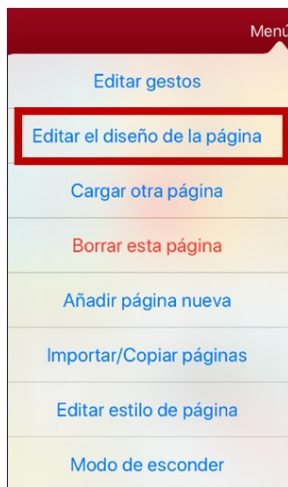 Menú
Editar gestos
Editar el diseño de la página
Cargar otra página
Borrar esta página
Añadir página nueva
Importar/Copiar páginas
Editar estilo de página
Modo de esconder